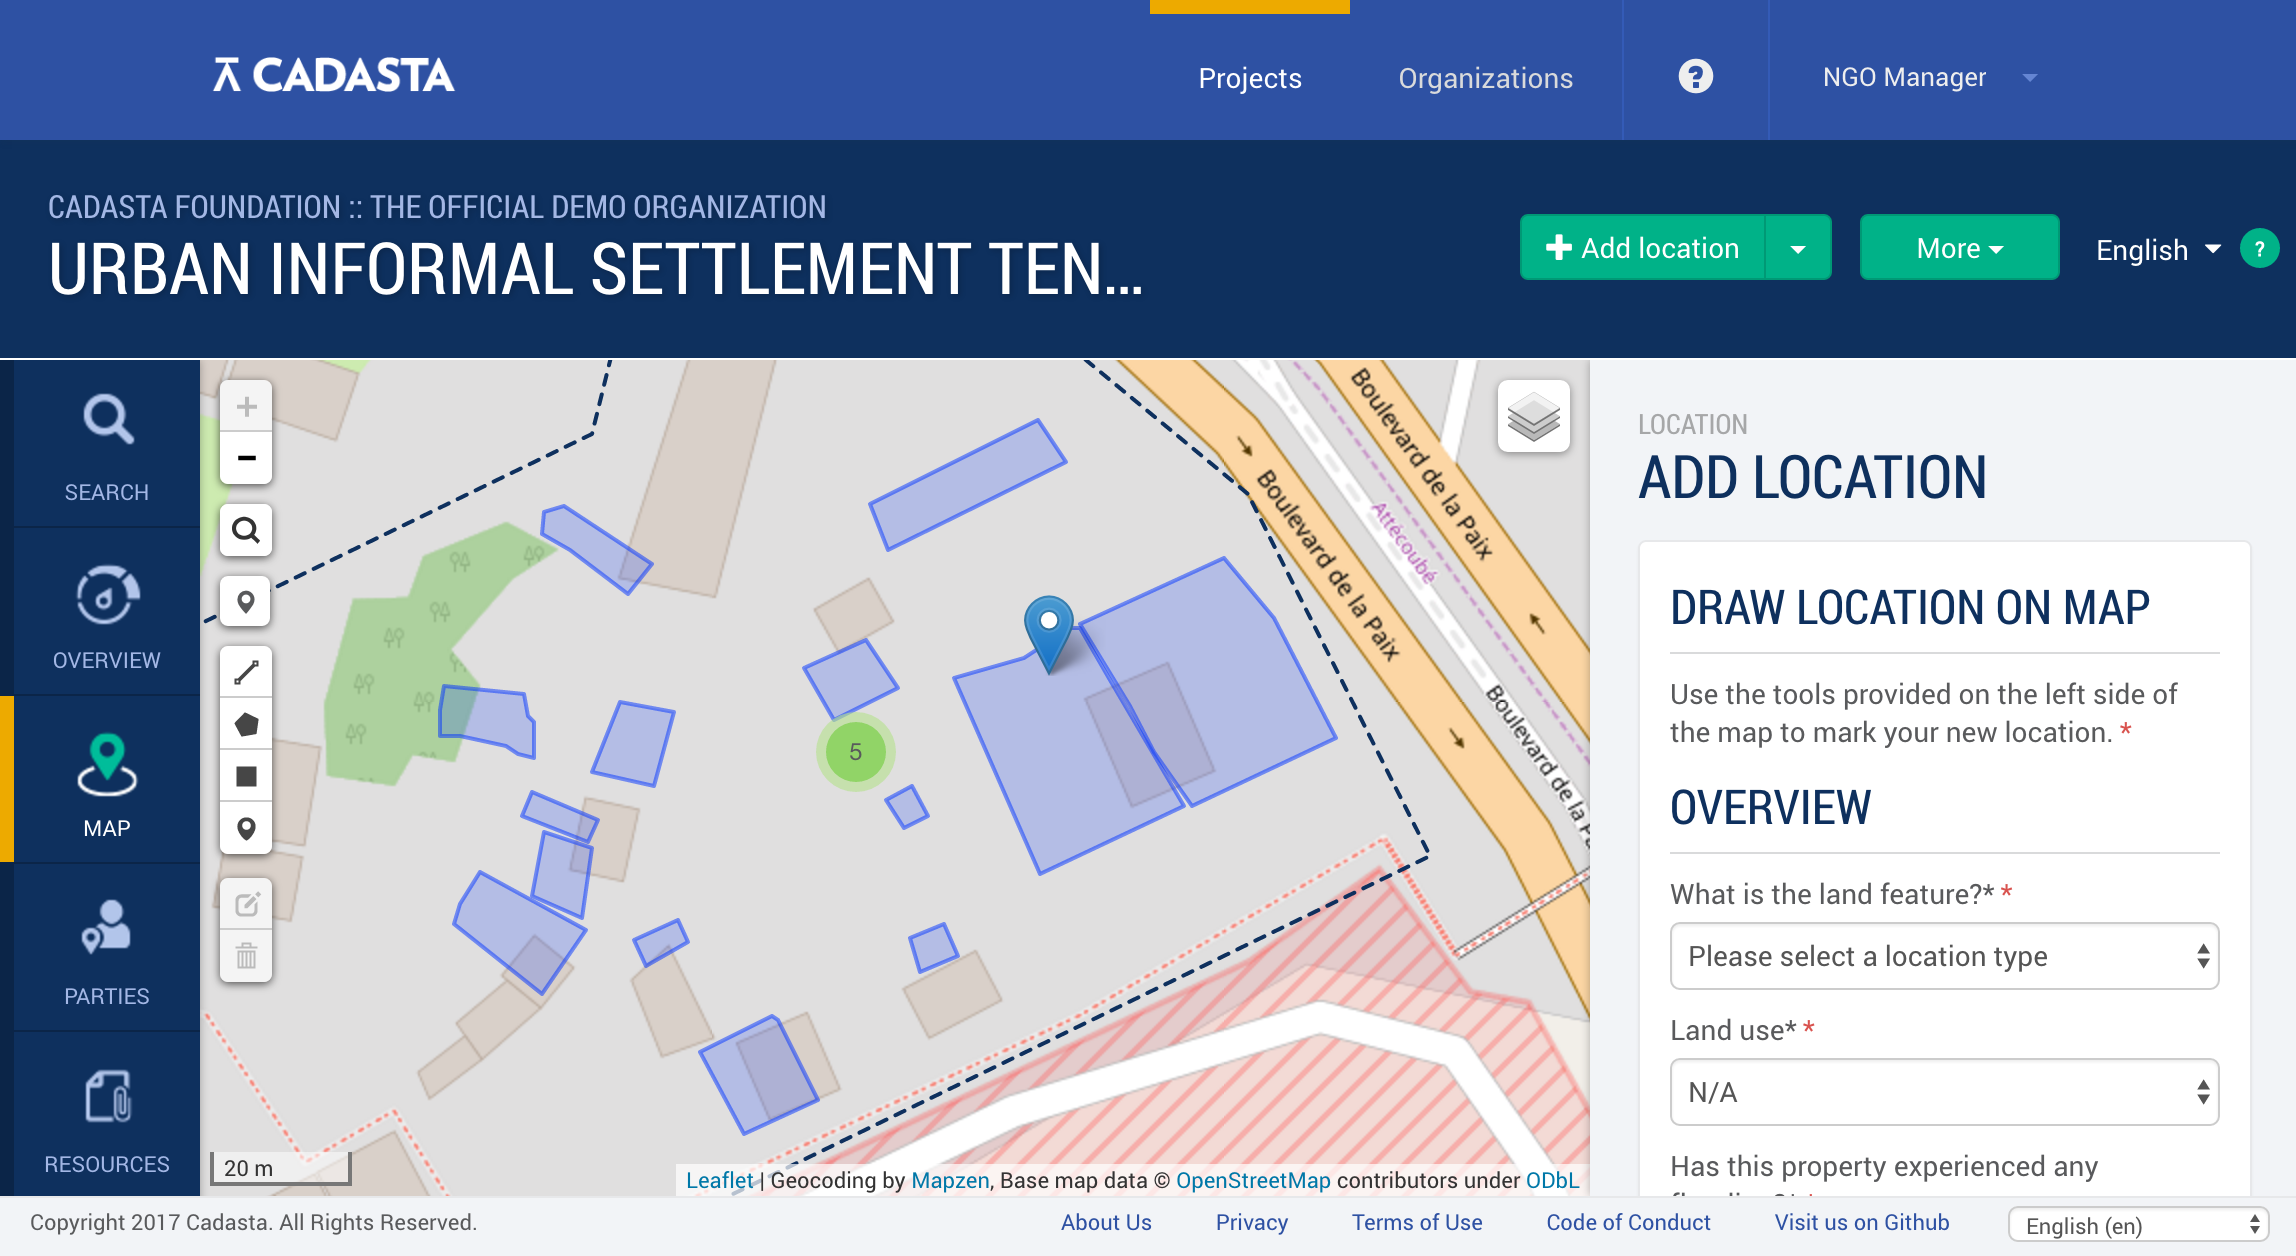 CADASTA
Projects
Organizations
?
NGO Manager
CADASTA FOUNDATION :: THE OFFICIAL DEMO ORGANIZATION
URBAN INFORMAL SETTLEMENT TEN...
Add location
More
English
?
SEARCH
OVERVIEW
MAP
PARTIES
RESOURCES
Boulevard de la Paix
Boulevard de la Paix
Attécoubé
Boulevard de la
5
20 m
Leaflet | Geocoding by Mapzen, Base map data © OpenStreetMap contributors under ODbL
LOCATION
ADD LOCATION
DRAW LOCATION ON MAP
Use the tools provided on the left side of
the map to mark your new location. *
OVERVIEW
What is the land feature?* *
Please select a location type
Land use* *
N/A
Has this property experienced any
Copyright 2017 Cadasta. All Rights Reserved.
About Us
Privacy
Terms of Use
Code of Conduct
Visit us on Github
English (en)